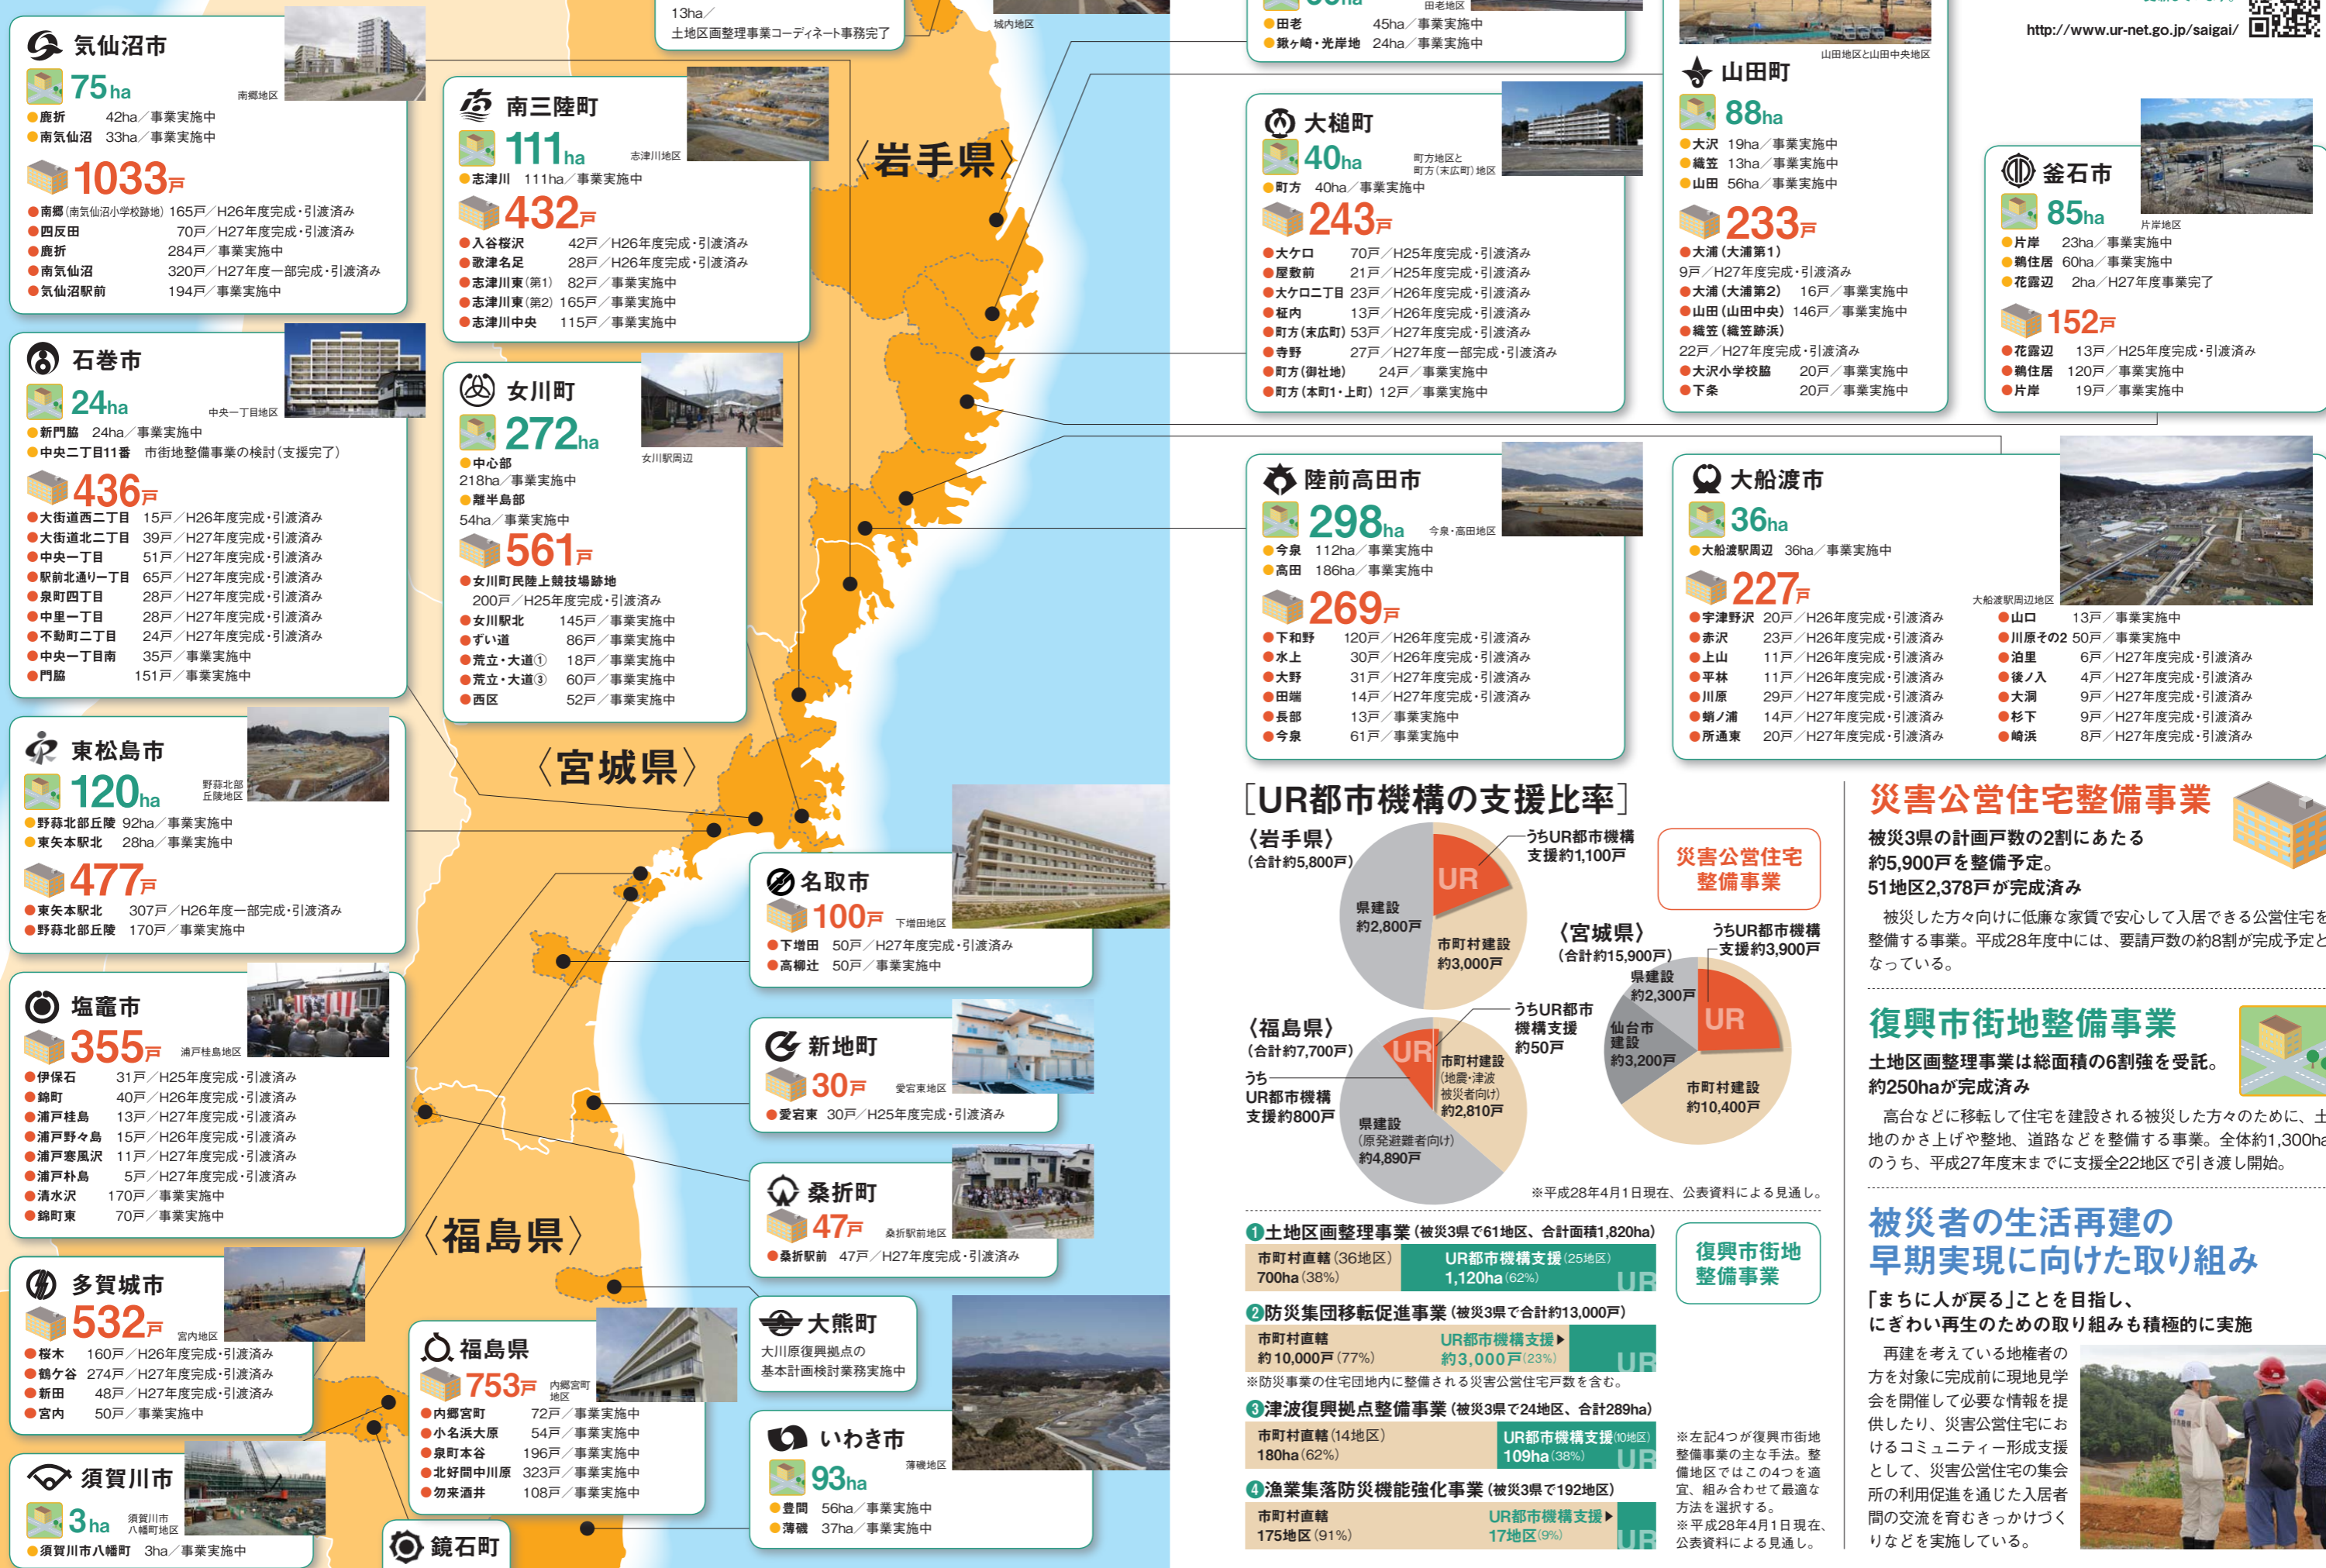 13ha／
土地区画整理事業コーディネート事務完了
城内地区
田老地区
●田老 45ha／事業実施中
●鍬ヶ崎・光岸地 24ha／事業実施中
山田地区と山田中央地区
http://www.ur-net.go.jp/saigai/
気仙沼市
75ha
南郷地区
●鹿折 42ha／事業実施中
●南気仙沼 33ha／事業実施中
1033戸
●南郷(南気仙沼小学校跡地) 165戸／H26年度完成・引渡済み
●四反田 70戸／H27年度完成・引渡済み
●鹿折 284戸／事業実施中
●南気仙沼 320戸／H27年度一部完成・引渡済み
●気仙沼駅前 194戸／事業実施中
石巻市
24ha
中央一丁目地区
●新門脇 24ha／事業実施中
●中央二丁目11番 市街地整備事業の検討(支援完了)
436戸
●大街道西二丁目 15戸／H26年度完成・引渡済み
●大街道北二丁目 39戸／H27年度完成・引渡済み
●中央一丁目 51戸／H27年度完成・引渡済み
●駅前北通り一丁目 65戸／H27年度完成・引渡済み
●泉町四丁目 28戸／H27年度完成・引渡済み
●中里一丁目 28戸／H27年度完成・引渡済み
●不動町二丁目 24戸／H27年度完成・引渡済み
●中央一丁目南 35戸／事業実施中
●門脇 151戸／事業実施中
東松島市
120ha
野蒜北部
丘陵地区
●野蒜北部丘陵 92ha／事業実施中
●東矢本駅北 28ha／事業実施中
477戸
●東矢本駅北 307戸／H26年度一部完成・引渡済み
●野蒜北部丘陵 170戸／事業実施中
塩竈市
355戸
浦戸桂島地区
●伊保石 31戸／H25年度完成・引渡済み
●錦町 40戸／H26年度完成・引渡済み
●浦戸桂島 13戸／H27年度完成・引渡済み
●浦戸野々島 15戸／H26年度完成・引渡済み
●浦戸寒風沢 11戸／H27年度完成・引渡済み
●浦戸朴島 5戸／H27年度完成・引渡済み
●清水沢 170戸／事業実施中
●錦町東 70戸／事業実施中
多賀城市
532戸
宮内地区
●桜木 160戸／H26年度完成・引渡済み
●鶴ケ谷 274戸／H27年度完成・引渡済み
●新田 48戸／H27年度完成・引渡済み
●宮内 50戸／事業実施中
須賀川市
3ha
須賀川市
八幡町地区
●須賀川市八幡町 3ha／事業実施中
南三陸町
111ha
志津川地区
●志津川 111ha／事業実施中
432戸
●入谷桜沢 42戸／H26年度完成・引渡済み
●歌津名足 28戸／H26年度完成・引渡済み
●志津川東(第1) 82戸／事業実施中
●志津川東(第2) 165戸／事業実施中
●志津川中央 115戸／事業実施中
女川町
272ha
女川駅周辺
●中心部
218ha／事業実施中
●離半島部
54ha／事業実施中
561戸
●女川町民陸上競技場跡地
200戸／H25年度完成・引渡済み
●女川駅北 145戸／事業実施中
●ずい道 86戸／事業実施中
●荒立・大道① 18戸／事業実施中
●荒立・大道③ 60戸／事業実施中
●西区 52戸／事業実施中
〈岩手県〉
〈宮城県〉
〈福島県〉
名取市
100戸
下増田地区
●下増田 50戸／H27年度完成・引渡済み
●高柳辻 50戸／事業実施中
新地町
30戸
愛宕東地区
●愛宕東 30戸／H25年度完成・引渡済み
桑折町
47戸
桑折駅前地区
●桑折駅前 47戸／H27年度完成・引渡済み
大熊町
大川原復興拠点の
基本計画検討業務実施中
福島県
753戸
内郷宮町
地区
●内郷宮町 72戸／事業実施中
●小名浜大原 54戸／事業実施中
●泉町本谷 196戸／事業実施中
●北好間中川原 323戸／事業実施中
●勿来酒井 108戸／事業実施中
鏡石町
いわき市
93ha
薄磯地区
●豊間 56ha／事業実施中
●薄磯 37ha／事業実施中
大槌町
40ha
町方地区と
町方(末広町)地区
●町方 40ha／事業実施中
243戸
●大ケロ 70戸／H25年度完成・引渡済み
●屋敷前 21戸／H25年度完成・引渡済み
●大ケロ二丁目 23戸／H26年度完成・引渡済み
●柾内 13戸／H26年度完成・引渡済み
●町方(末広町) 53戸／H27年度完成・引渡済み
●寺野 27戸／H27年度一部完成・引渡済み
●町方(御社地) 24戸／事業実施中
●町方(本町1・上町) 12戸／事業実施中
山田町
88ha
●大沢 19ha／事業実施中
●織笠 13ha／事業実施中
●山田 56ha／事業実施中
233戸
●大浦(大浦第1)
9戸／H27年度完成・引渡済み
●大浦(大浦第2) 16戸／事業実施中
●山田(山田中央) 146戸／事業実施中
●織笠(織笠跡浜)
22戸／H27年度完成・引渡済み
●大沢小学校脇 20戸／事業実施中
●下条 20戸／事業実施中
釜石市
85ha
片岸地区
●片岸 23ha／事業実施中
●鵜住居 60ha／事業実施中
●花露辺 2ha／H27年度事業完了
152戸
●花露辺 13戸／H25年度完成・引渡済み
●鵜住居 120戸／事業実施中
●片岸 19戸／事業実施中
陸前高田市
298ha
今泉・高田地区
●今泉 112ha／事業実施中
●高田 186ha／事業実施中
269戸
●下和野 120戸／H26年度完成・引渡済み
●水上 30戸／H26年度完成・引渡済み
●大野 31戸／H27年度完成・引渡済み
●田端 14戸／H27年度完成・引渡済み
●長部 13戸／事業実施中
●今泉 61戸／事業実施中
大船渡市
36ha
●大船渡駅周辺 36ha／事業実施中
227戸
大船渡駅周辺地区
●宇津野沢 20戸／H26年度完成・引渡済み
●赤沢 23戸／H26年度完成・引渡済み
●上山 11戸／H26年度完成・引渡済み
●平林 11戸／H26年度完成・引渡済み
●川原 29戸／H27年度完成・引渡済み
●蛸ノ浦 14戸／H27年度完成・引渡済み
●所通東 20戸／H27年度完成・引渡済み
●山口 13戸／事業実施中
●川原その2 50戸／事業実施中
●泊里 6戸／H27年度完成・引渡済み
●後ノ入 4戸／H27年度完成・引渡済み
●大洞 9戸／H27年度完成・引渡済み
●杉下 9戸／H27年度完成・引渡済み
●崎浜 8戸／H27年度完成・引渡済み
［UR都市機構の支援比率］
災害公営住宅
整備事業
〈岩手県〉
(合計約5,800戸)
うちUR都市機構
支援約1,100戸
UR
県建設
約2,800戸
市町村建設
約3,000戸
〈宮城県〉
(合計約15,900戸)
うちUR都市機構
支援約3,900戸
県建設
約2,300戸
UR
仙台市
建設
約3,200戸
市町村建設
約10,400戸
〈福島県〉
(合計約7,700戸)
うちUR都市
機構支援
約50戸
うち
UR都市機構
支援約800戸
UR
市町村建設
(地震・津波
被災者向け)
約2,810戸
県建設
(原発避難者向け)
約4,890戸
※平成28年4月1日現在、公表資料による見通し。
復興市街地
整備事業
❶土地区画整理事業(被災3県で61地区、合計面積1,820ha)
市町村直轄(36地区)
700ha(38%)
UR都市機構支援(25地区)
1,120ha(62%)
UR
❷防災集団移転促進事業(被災3県で合計約13,000戸)
市町村直轄
約10,000戸(77%)
UR都市機構支援▶
約3,000戸(23%)
UR
※防災事業の住宅団地内に整備される災害公営住宅戸数を含む。
❸津波復興拠点整備事業(被災3県で24地区、合計289ha)
市町村直轄(14地区)
180ha(62%)
UR都市機構支援(10地区)
109ha(38%)
UR
❹漁業集落防災機能強化事業(被災3県で192地区)
市町村直轄
175地区(91%)
UR都市機構支援▶
17地区(9%)
UR
※左記4つが復興市街地
整備事業の主な手法。整
備地区ではこの4つを適
宜、組み合わせて最適な
方法を選択する。
※平成28年4月1日現在、
公表資料による見通し。
災害公営住宅整備事業
被災3県の計画戸数の2割にあたる
約5,900戸を整備予定。
51地区2,378戸が完成済み
被災した方々向けに低廉な家賃で安心して入居できる公営住宅を
整備する事業。平成28年度中には、要請戸数の約8割が完成予定と
なっている。
復興市街地整備事業
土地区画整理事業は総面積の6割強を受託。
約250haが完成済み
高台などに移転して住宅を建設される被災した方々のために、土
地のかさ上げや整地、道路などを整備する事業。全体約1,300ha
のうち、平成27年度末までに支援全22地区で引き渡し開始。
被災者の生活再建の
早期実現に向けた取り組み
「まちに人が戻る」ことを目指し、
にぎわい再生のための取り組みも積極的に実施
再建を考えている地権者の
方を対象に完成前に現地見学
会を開催して必要な情報を提
供したり、災害公営住宅にお
けるコミュニティー形成支援
として、災害公営住宅の集会
所の利用促進を通じた入居者
間の交流を育むきっかけづく
りなどを実施している。